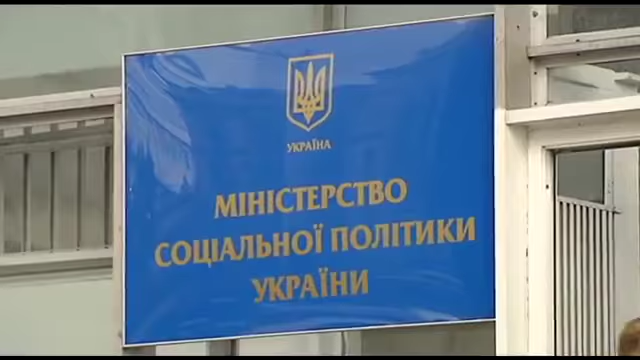 УКРАЇНА
МІНІСТЕРСТВО
СОЦІАЛЬНОЇ ПОЛІТИКИ
УКРАЇНИ